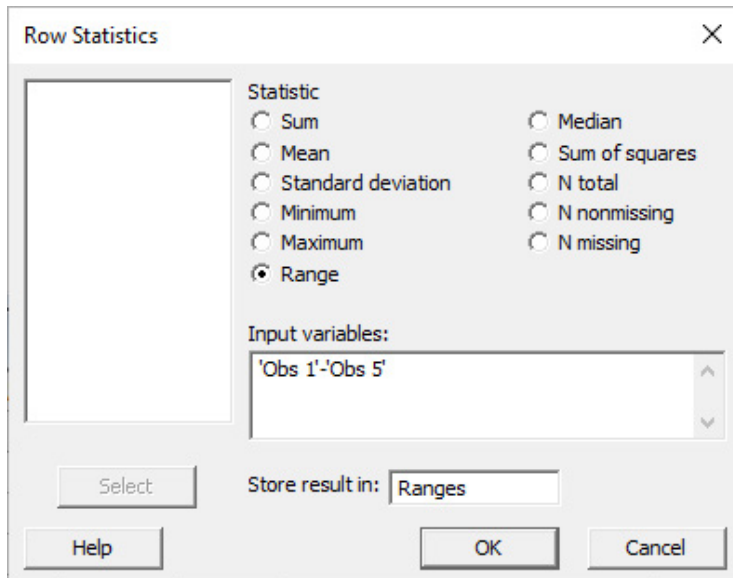 Row Statistics
Statistic
Sum
Median
Mean
Sum of squares
Standard deviation
N total
Minimum
N nonmissing
Maximum
N missing
Range
Input variables:
'Obs 1'-'Obs 5'
Select
Store result in: Ranges
Help
OK
Cancel